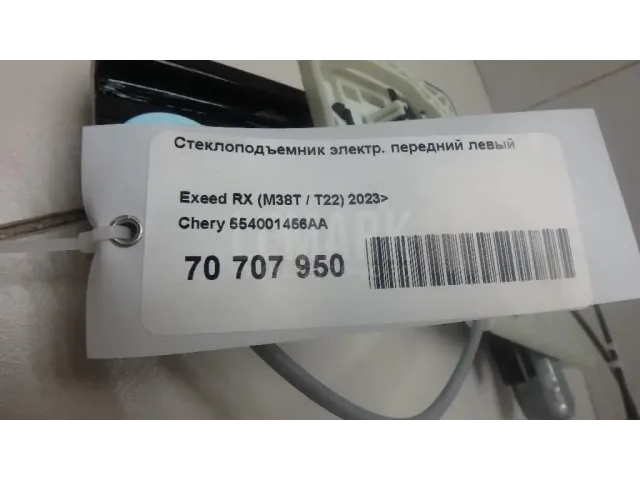 Стеклоподъемник электр. передний левый
Exeed RX (M38T / T22) 2023>
Chery 554001456AA
70 707 950